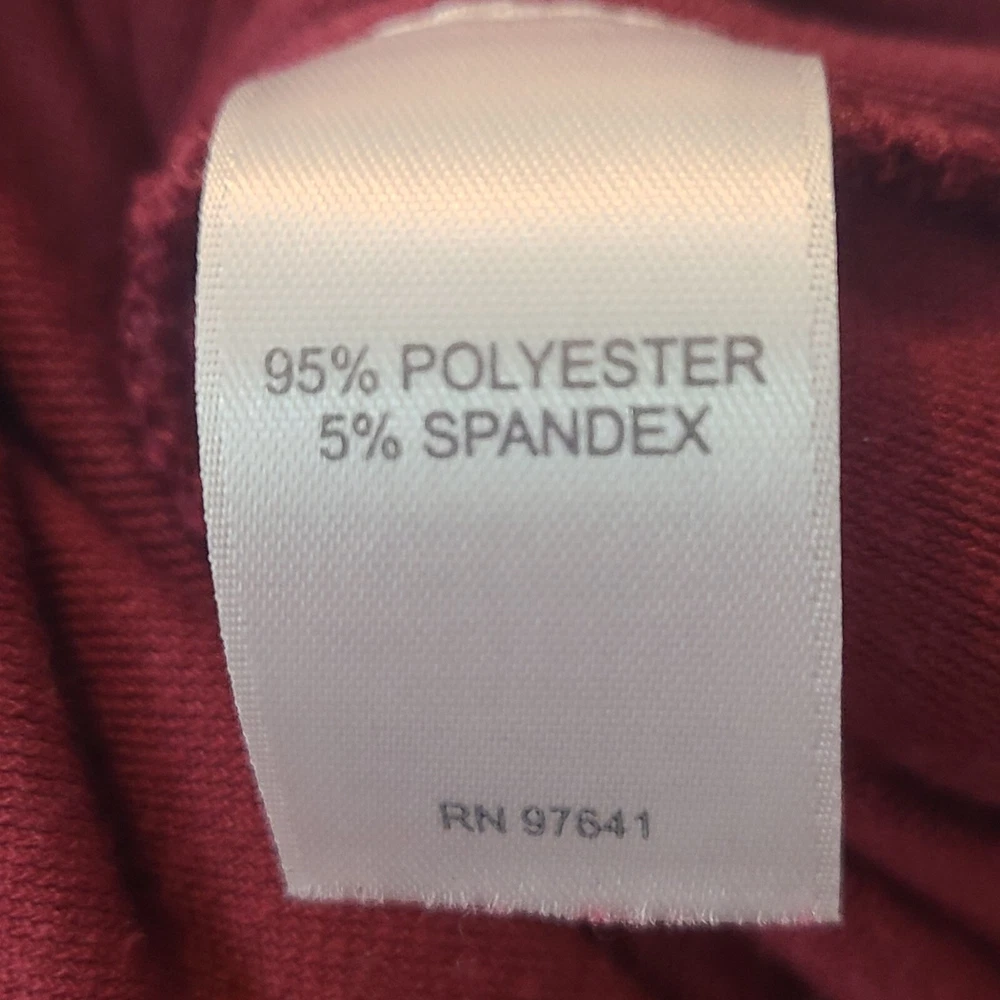 95% POLYESTER
5% SPANDEX
RN 97641